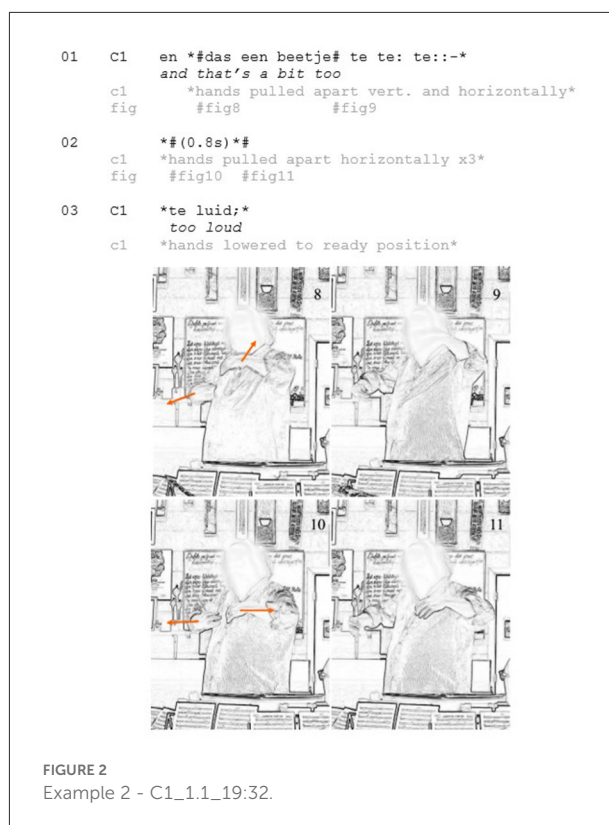 01 C1 en *#das een beetje# te te: te::-*
and that's a bit too
c1 *hands pulled apart vert. and horizontally*
fig #fig8 #fig9
02 *#(0.8s)*#
c1 *hands pulled apart horizontally x3*
fig #fig10 #fig11
03 C1 *te luid;*
too loud
c1 *hands lowered to ready position*
8 9
10 11
FIGURE 2
Example 2 - C1_1.1_19:32.